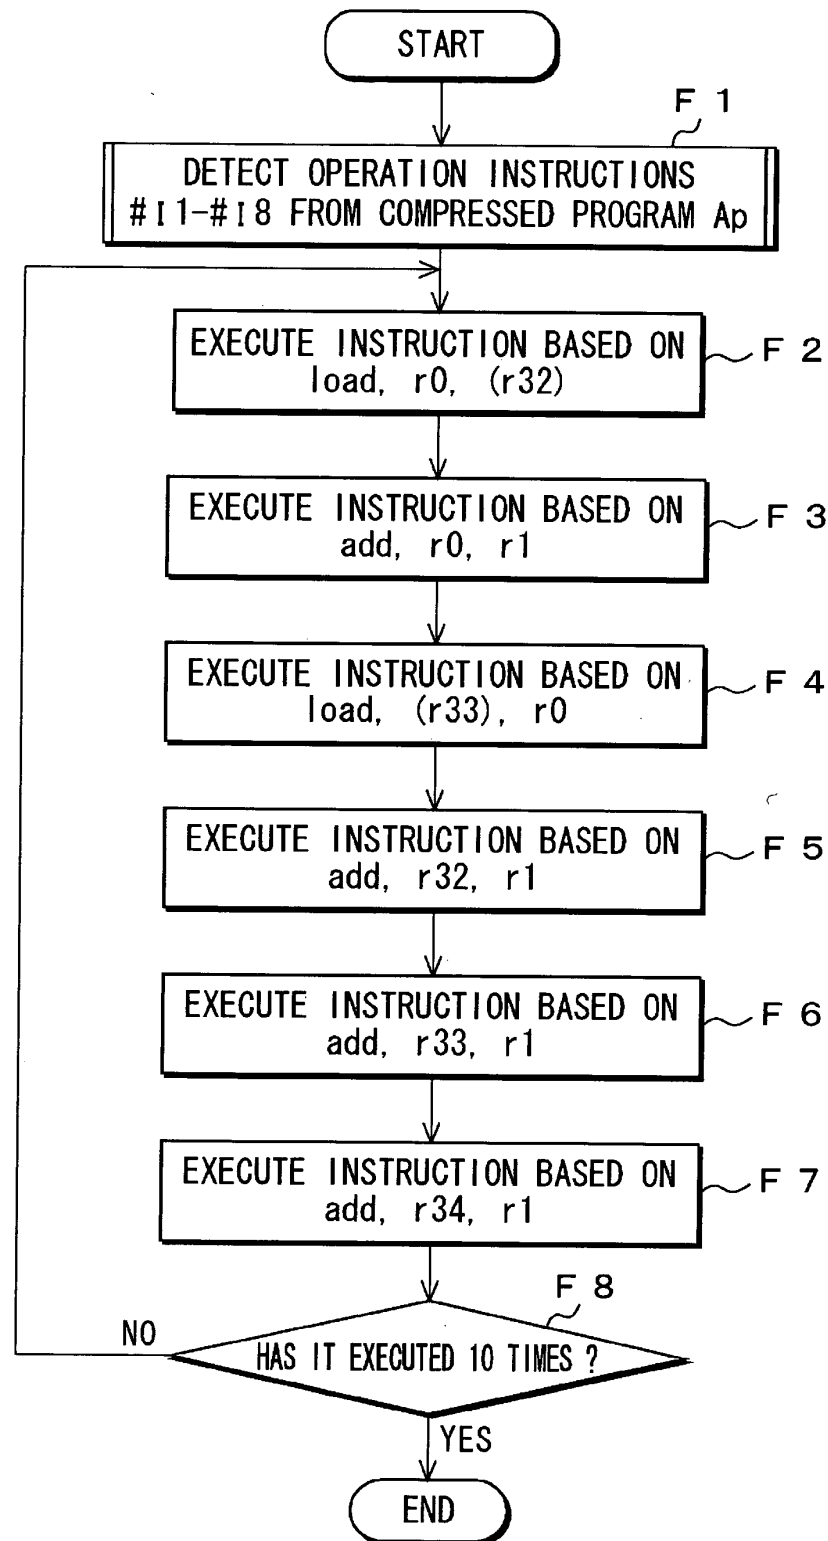 START
F 1
DETECT OPERATION INSTRUCTIONS
#I1-#I8 FROM COMPRESSED PROGRAM Ap
EXECUTE INSTRUCTION BASED ON
load, r0, (r32)
F 2
EXECUTE INSTRUCTION BASED ON
add, r0, r1
F 3
EXECUTE INSTRUCTION BASED ON
load, (r33), r0
F 4
EXECUTE INSTRUCTION BASED ON
add, r32, r1
F 5
EXECUTE INSTRUCTION BASED ON
add, r33, r1
F 6
EXECUTE INSTRUCTION BASED ON
add, r34, r1
F 7
F 8
NO
HAS IT EXECUTED 10 TIMES ?
YES
END